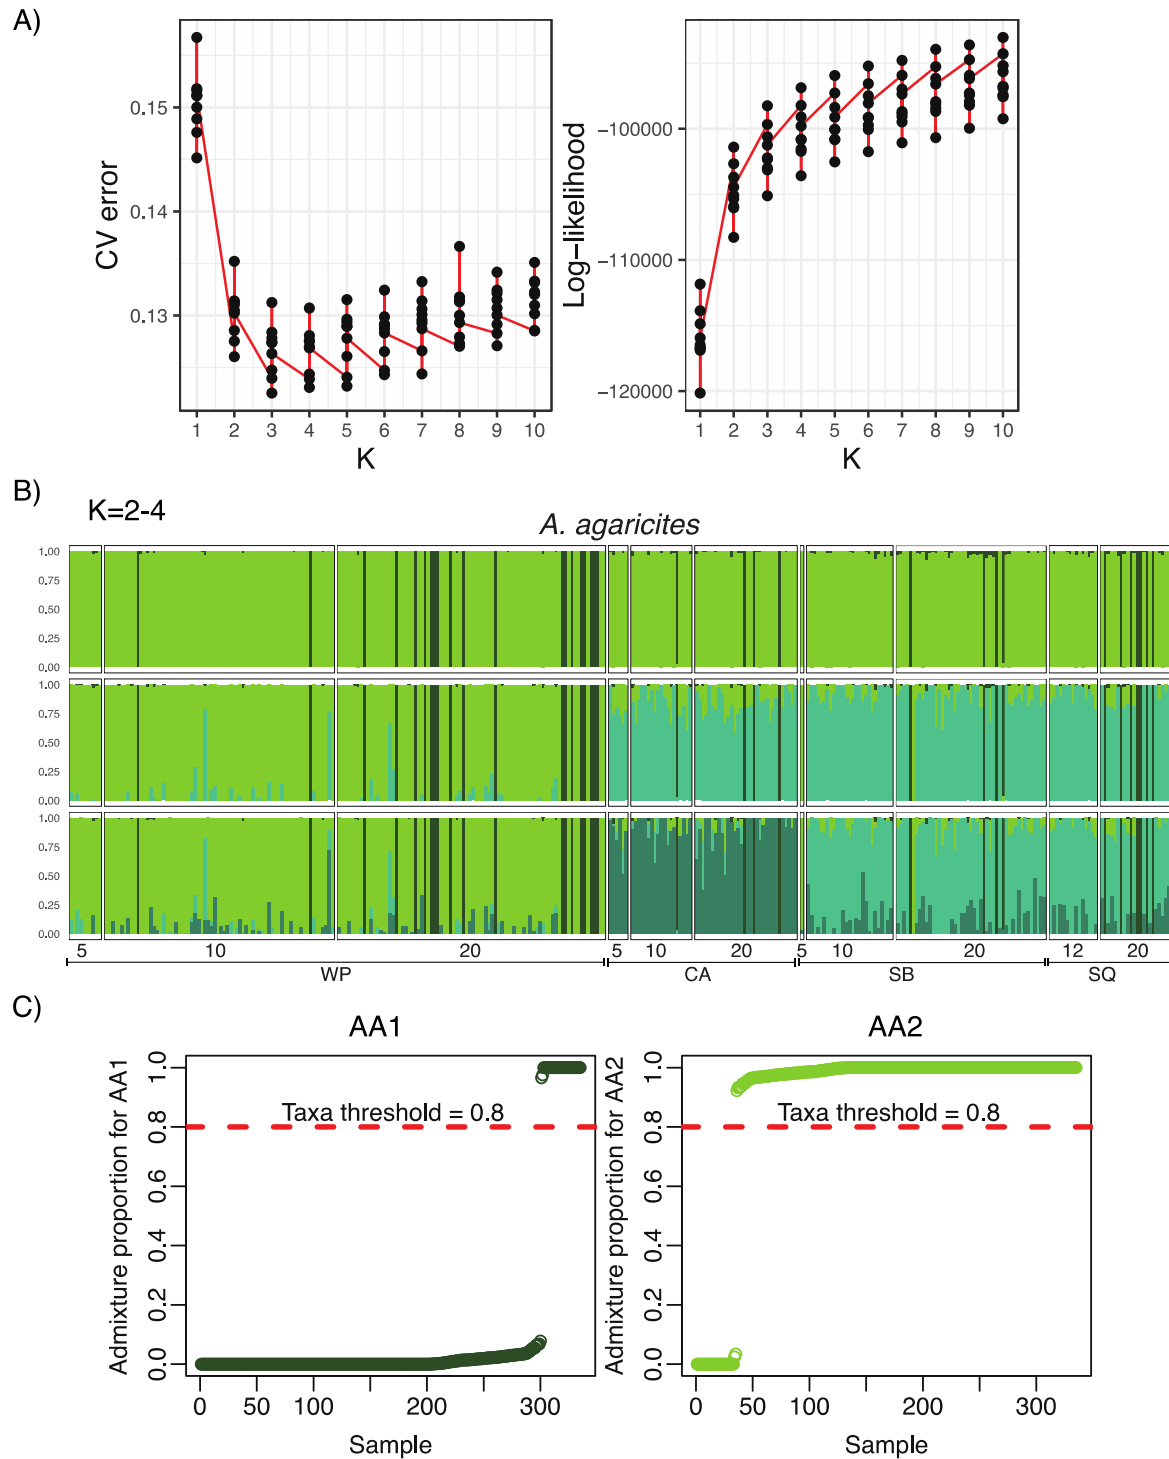 A)
CV error
0.15
0.14
0.13
1 2 3 4 5 6 7 8 9 10
K
Log−likelihood
−100000
−110000
−120000
1 2 3 4 5 6 7 8 9 10
K
B)
K=2-4
A. agaricites
1.00
0.75
0.50
0.25
0.00
1.00
0.75
0.50
0.25
0.00
1.00
0.75
0.50
0.25
0.00
5 10 20 5 10 20 5 10 20 12 20
WP CA SB SQ
C)
AA1
Admixture proportion for AA1
1.0
0.8
0.6
0.4
0.2
0.0
Taxa threshold = 0.8
0 50 100 200 300
Sample
AA2
Admixture proportion for AA2
1.0
0.8
0.6
0.4
0.2
0.0
Taxa threshold = 0.8
0 50 100 200 300
Sample